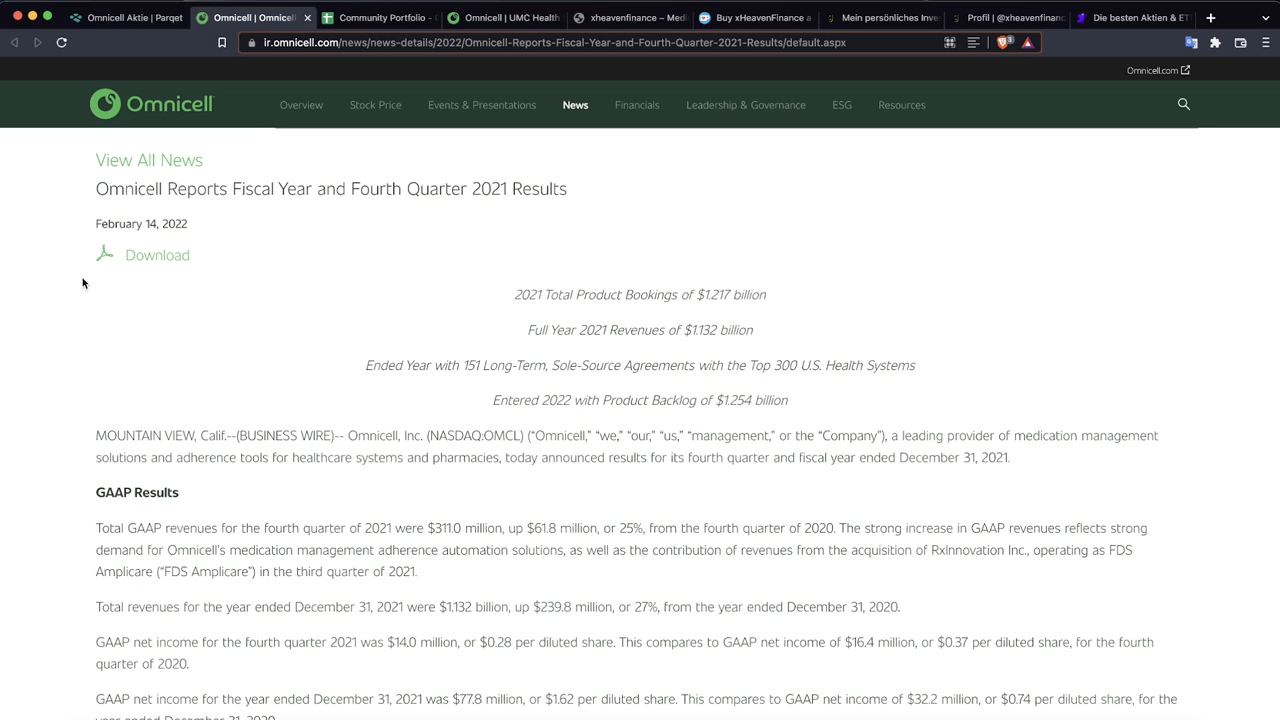 Omnicell Aktie | Parqet
Omnicell | Omnicel
Community Portfolio -
Omnicell | UMC Health
xheavenfinance – Med
Buy xHeavenFinance a
Mein persönliches Inve
Profil | @xheavenfinan
Die besten Aktien & ET
ir.omnicell.com/news/news-details/2022/Omnicell-Reports-Fiscal-Year-and-Fourth-Quarter-2021-Results/default.aspx
Omnicell.com
Omnicell
Overview
Stock Price
Events & Presentations
News
Financials
Leadership & Governance
ESG
Resources
View All News
Omnicell Reports Fiscal Year and Fourth Quarter 2021 Results
February 14, 2022
Download
2021 Total Product Bookings of $1.217 billion
Full Year 2021 Revenues of $1.132 billion
Ended Year with 151 Long-Term, Sole-Source Agreements with the Top 300 U.S. Health Systems
Entered 2022 with Product Backlog of $1.254 billion
MOUNTAIN VIEW, Calif.--(BUSINESS WIRE)-- Omnicell, Inc. (NASDAQ:OMCL) (“Omnicell,” “we,” “our,” “us,” “management,” or the “Company”), a leading provider of medication management
solutions and adherence tools for healthcare systems and pharmacies, today announced results for its fourth quarter and fiscal year ended December 31, 2021.
GAAP Results
Total GAAP revenues for the fourth quarter of 2021 were $311.0 million, up $61.8 million, or 25%, from the fourth quarter of 2020. The strong increase in GAAP revenues reflects strong
demand for Omnicell’s medication management adherence automation solutions, as well as the contribution of revenues from the acquisition of RxInnovation Inc., operating as FDS
Amplicare (“FDS Amplicare”) in the third quarter of 2021.
Total revenues for the year ended December 31, 2021 were $1.132 billion, up $239.8 million, or 27%, from the year ended December 31, 2020.
GAAP net income for the fourth quarter 2021 was $14.0 million, or $0.28 per diluted share. This compares to GAAP net income of $16.4 million, or $0.37 per diluted share, for the fourth
quarter of 2020.
GAAP net income for the year ended December 31, 2021 was $77.8 million, or $1.62 per diluted share. This compares to GAAP net income of $32.2 million, or $0.74 per diluted share, for the
year ended December 31, 2020.